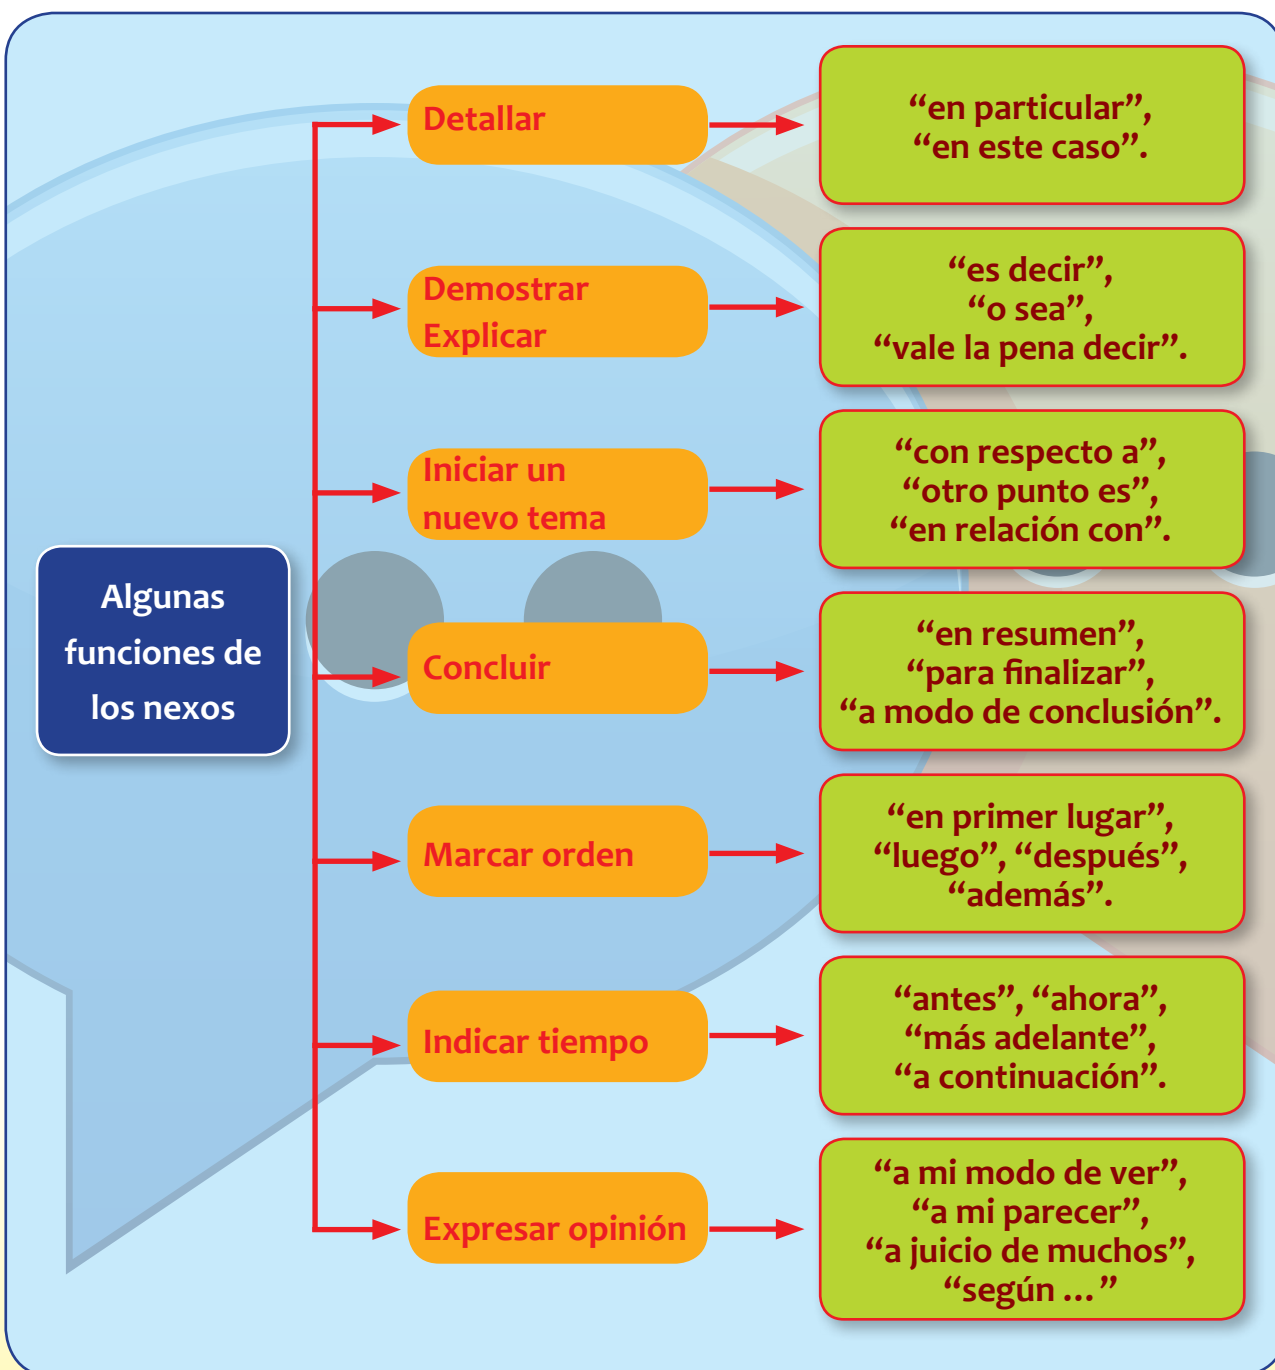 Algunas
funciones de
los nexos
Detallar
“en particular”,
“en este caso”.
Demostrar
Explicar
“es decir”,
“o sea”,
“vale la pena decir”.
Iniciar un
nuevo tema
“con respecto a”,
“otro punto es”,
“en relación con”.
Concluir
“en resumen”,
“para finalizar”,
“a modo de conclusión”.
Marcar orden
“en primer lugar”,
“luego”, “después”,
“además”.
Indicar tiempo
“antes”, “ahora”,
“más adelante”,
“a continuación”.
Expresar opinión
“a mi modo de ver”,
“a mi parecer”,
“a juicio de muchos”,
“según ...”